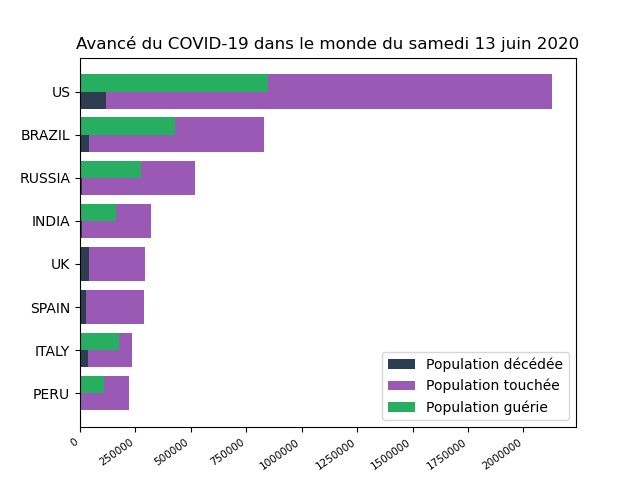 Avancé du COVID-19 dans le monde du samedi 13 juin 2020
US
BRAZIL
RUSSIA
INDIA
UK
SPAIN
ITALY
PERU
Population décédée
Population touchée
Population guérie
0 250000 500000 750000 1000000 1250000 1500000 1750000 2000000